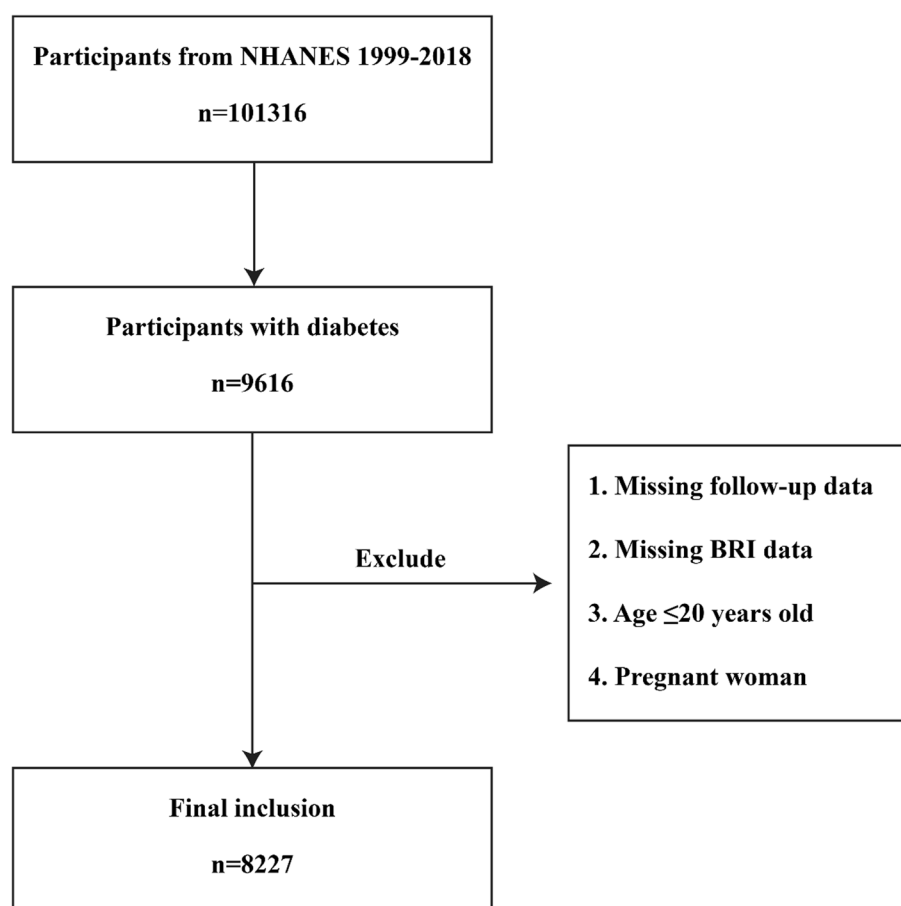 Participants from NHANES 1999-2018
n=101316
Participants with diabetes
n=9616
Exclude
1. Missing follow-up data
2. Missing BRI data
3. Age ≤20 years old
4. Pregnant woman
Final inclusion
n=8227